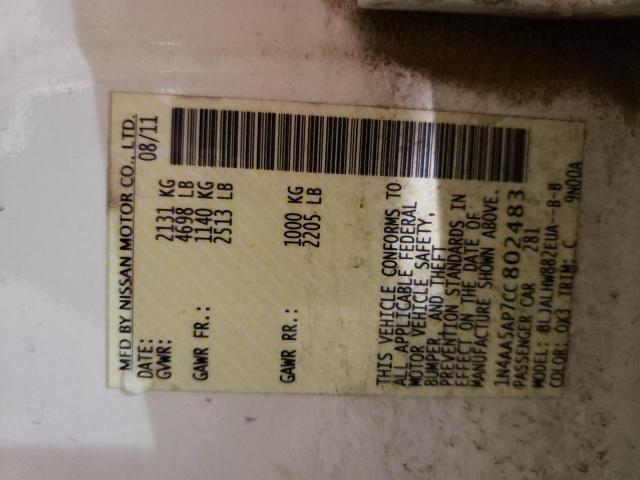 MFD BY NISSAN MOTOR CO., LTD.
DATE: 08/11
GVWR: 2131 KG
4698 LB
GAWR FR.: 1140 KG
2513 LB
GAWR RR.: 1000 KG
2205 LB
THIS VEHICLE CONFORMS TO
ALL APPLICABLE FEDERAL
MOTOR VEHICLE SAFETY,
BUMPER, AND THEFT
PREVENTION STANDARDS IN
EFFECT ON THE DATE OF
MANUFACTURE SHOWN ABOVE.
1N4AA5AP7CC802483
PASSENGER CAR 281
MODEL: BLJALHW882EUA--B-B
COLOR: QX3 TRIM: C 9N00A